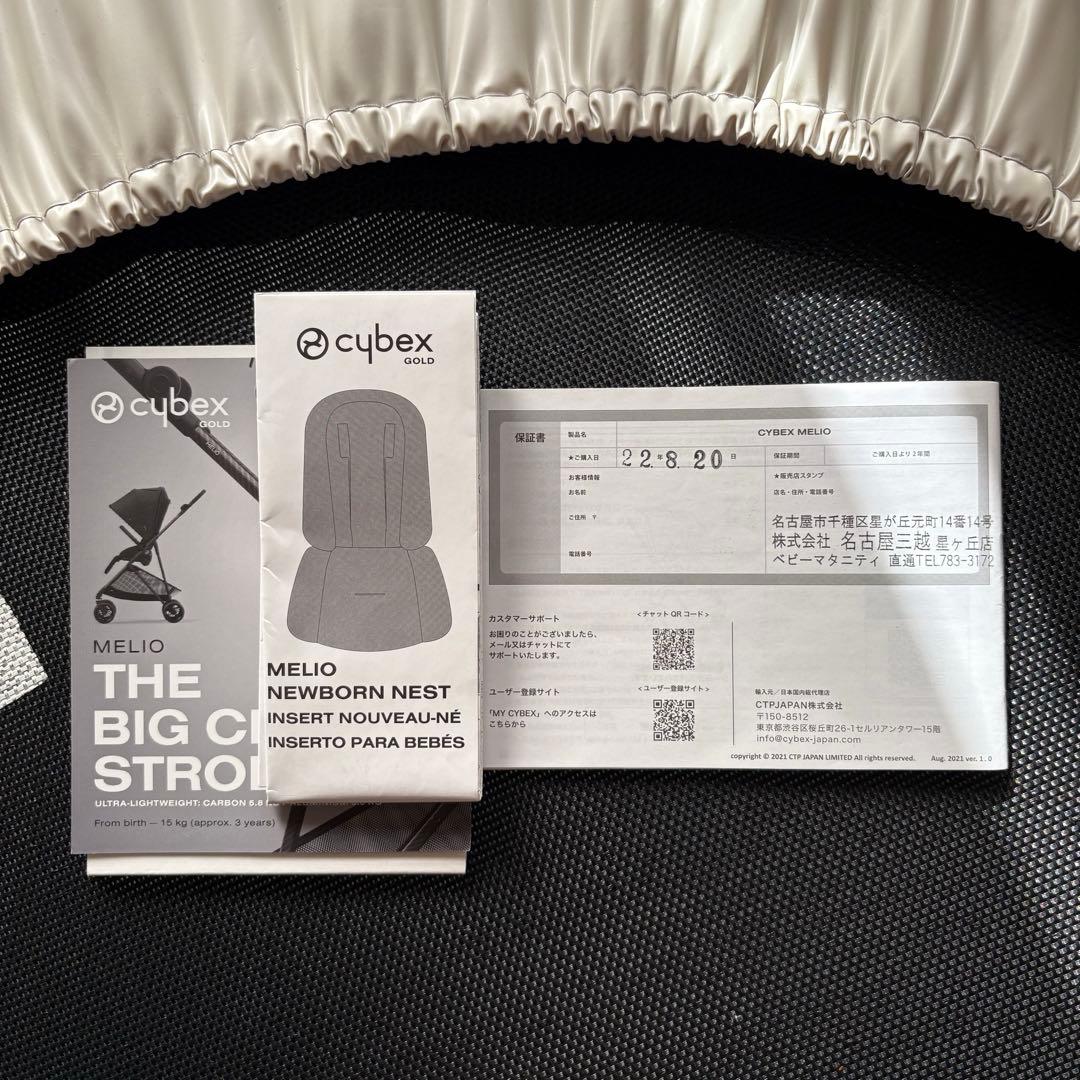 cybex
GOLD
MELIO
MELIO
THE
BIG
ULTRA-LIGHTWEIGHT: CARBON 5.8
From birth — 15 kg (approx. 3 years)
cybex
GOLD
MELIO
NEWBORN NEST
INSERT NOUVEAU-NÉ
INSERTO PARA BEBÉS
保証書
製品名
CYBEX MELIO
★ご購入日
22年8月20日
保証期間
ご購入日より2年間
お客様情報
お名前
ご住所 〒
電話番号
★販売店スタンプ
店名・住所・電話番号
名古屋市千種区星が丘元町14番14号
株式会社 名古屋三越 星ヶ丘店
ベビーマタニティ 直通TEL783-3172
カスタマーサポート
お困りのことがございましたら、
メール又はチャットにて
サポートいたします。
<チャット QR コード>
ユーザー登録サイト
「MY CYBEX」へのアクセスは
こちらから
<ユーザー登録サイト>
輸入元／日本国内総代理店
CTPJAPAN株式会社
〒150-8512
東京都渋谷区桜丘町26-1セルリアンタワー15階
info@cybex-japan.com
copyright © 2021 CTP JAPAN LIMITED All rights reserved. Aug. 2021 ver. 1.0